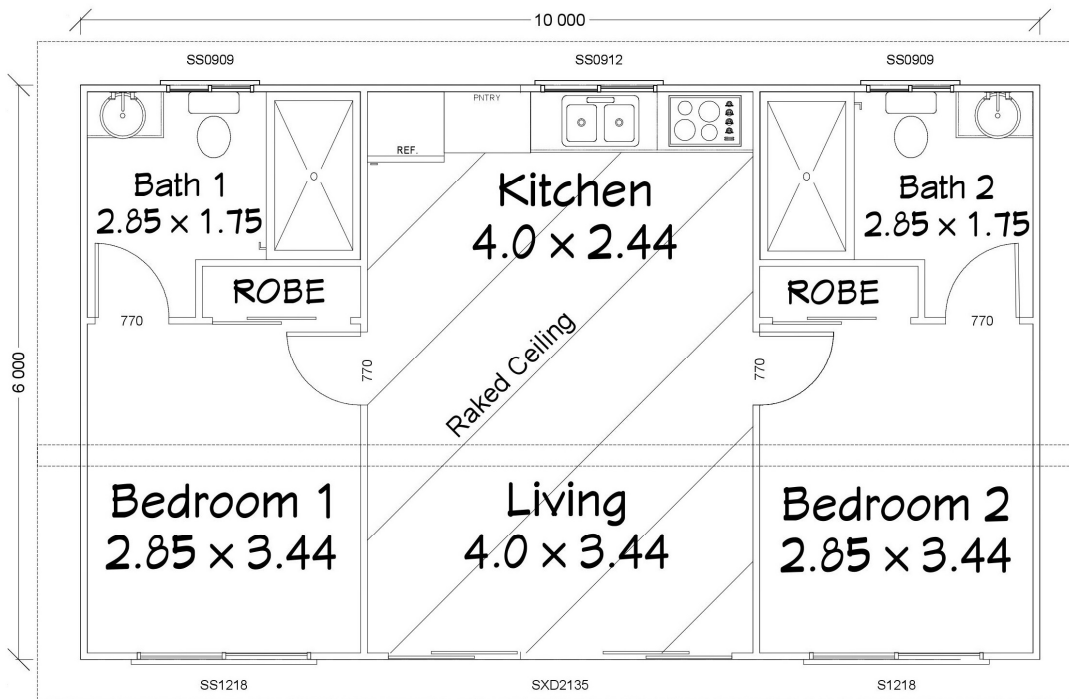 10 000
SS0909
SS0912
SS0909
PNTRY
REF.
Bath 1
2.85 x 1.75
Kitchen
4.0 x 2.44
Bath 2
2.85 x 1.75
ROBE
ROBE
770
770
770
770
6 000
Raked Ceiling
Bedroom 1
2.85 x 3.44
Living
4.0 x 3.44
Bedroom 2
2.85 x 3.44
SS1218
SXD2135
S1218